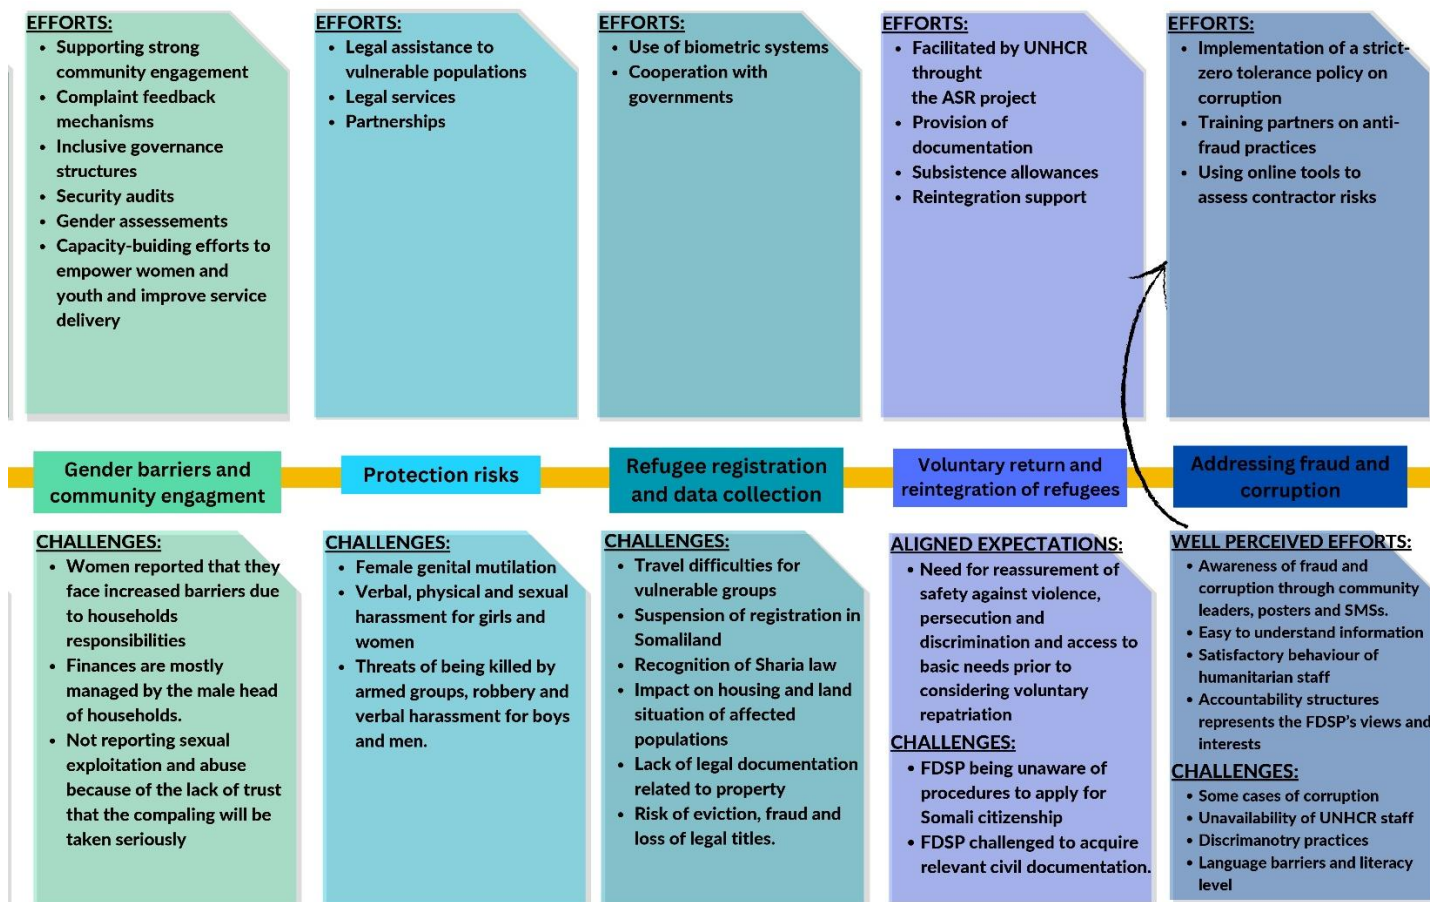 EFFORTS:
• Supporting strong
community engagement
• Complaint feedback
mechanisms
• Inclusive governance
structures
• Security audits
• Gender assessements
• Capacity-buiding efforts to
empower women and
youth and improve service
delivery
EFFORTS:
• Legal assistance to
vulnerable populations
• Legal services
• Partnerships
EFFORTS:
• Use of biometric systems
• Cooperation with
governments
EFFORTS:
• Facilitated by UNHCR
throught
the ASR project
• Provision of
documentation
• Subsistence allowances
• Reintegration support
EFFORTS:
• Implementation of a strict-
zero tolerance policy on
corruption
• Training partners on anti-
fraud practices
• Using online tools to
assess contractor risks
Gender barriers and
community engagment
Protection risks
Refugee registration
and data collection
Voluntary return and
reintegration of refugees
Addressing fraud and
corruption
CHALLENGES:
• Women reported that they
face increased barriers due
to households
responsibilities
• Finances are mostly
managed by the male head
of households.
• Not reporting sexual
exploitation and abuse
because of the lack of trust
that the compaling will be
taken seriously
CHALLENGES:
• Female genital mutilation
• Verbal, physical and sexual
harassment for girls and
women
• Threats of being killed by
armed groups, robbery and
verbal harassment for boys
and men.
CHALLENGES:
• Travel difficulties for
vulnerable groups
• Suspension of registration in
Somaliland
• Recognition of Sharia law
• Impact on housing and land
situation of affected
populations
• Lack of legal documentation
related to property
• Risk of eviction, fraud and
loss of legal titles.
ALIGNED EXPECTATIONS:
• Need for reassurement of
safety against violence,
persecution and
discrimination and access to
basic needs prior to
considering voluntary
repatriation
CHALLENGES:
• FDSP being unaware of
procedures to apply for
Somali citizenship
• FDSP challenged to acquire
relevant civil documentation.
WELL PERCEIVED EFFORTS:
• Awareness of fraud and
corruption through community
leaders, posters and SMSs.
• Easy to understand information
• Satisfactory behaviour of
humanitarian staff
• Accountability structures
represents the FDSP's views and
interests
CHALLENGES:
• Some cases of corruption
• Unavailability of UNHCR staff
• Discrimanotry practices
• Language barriers and literacy
level